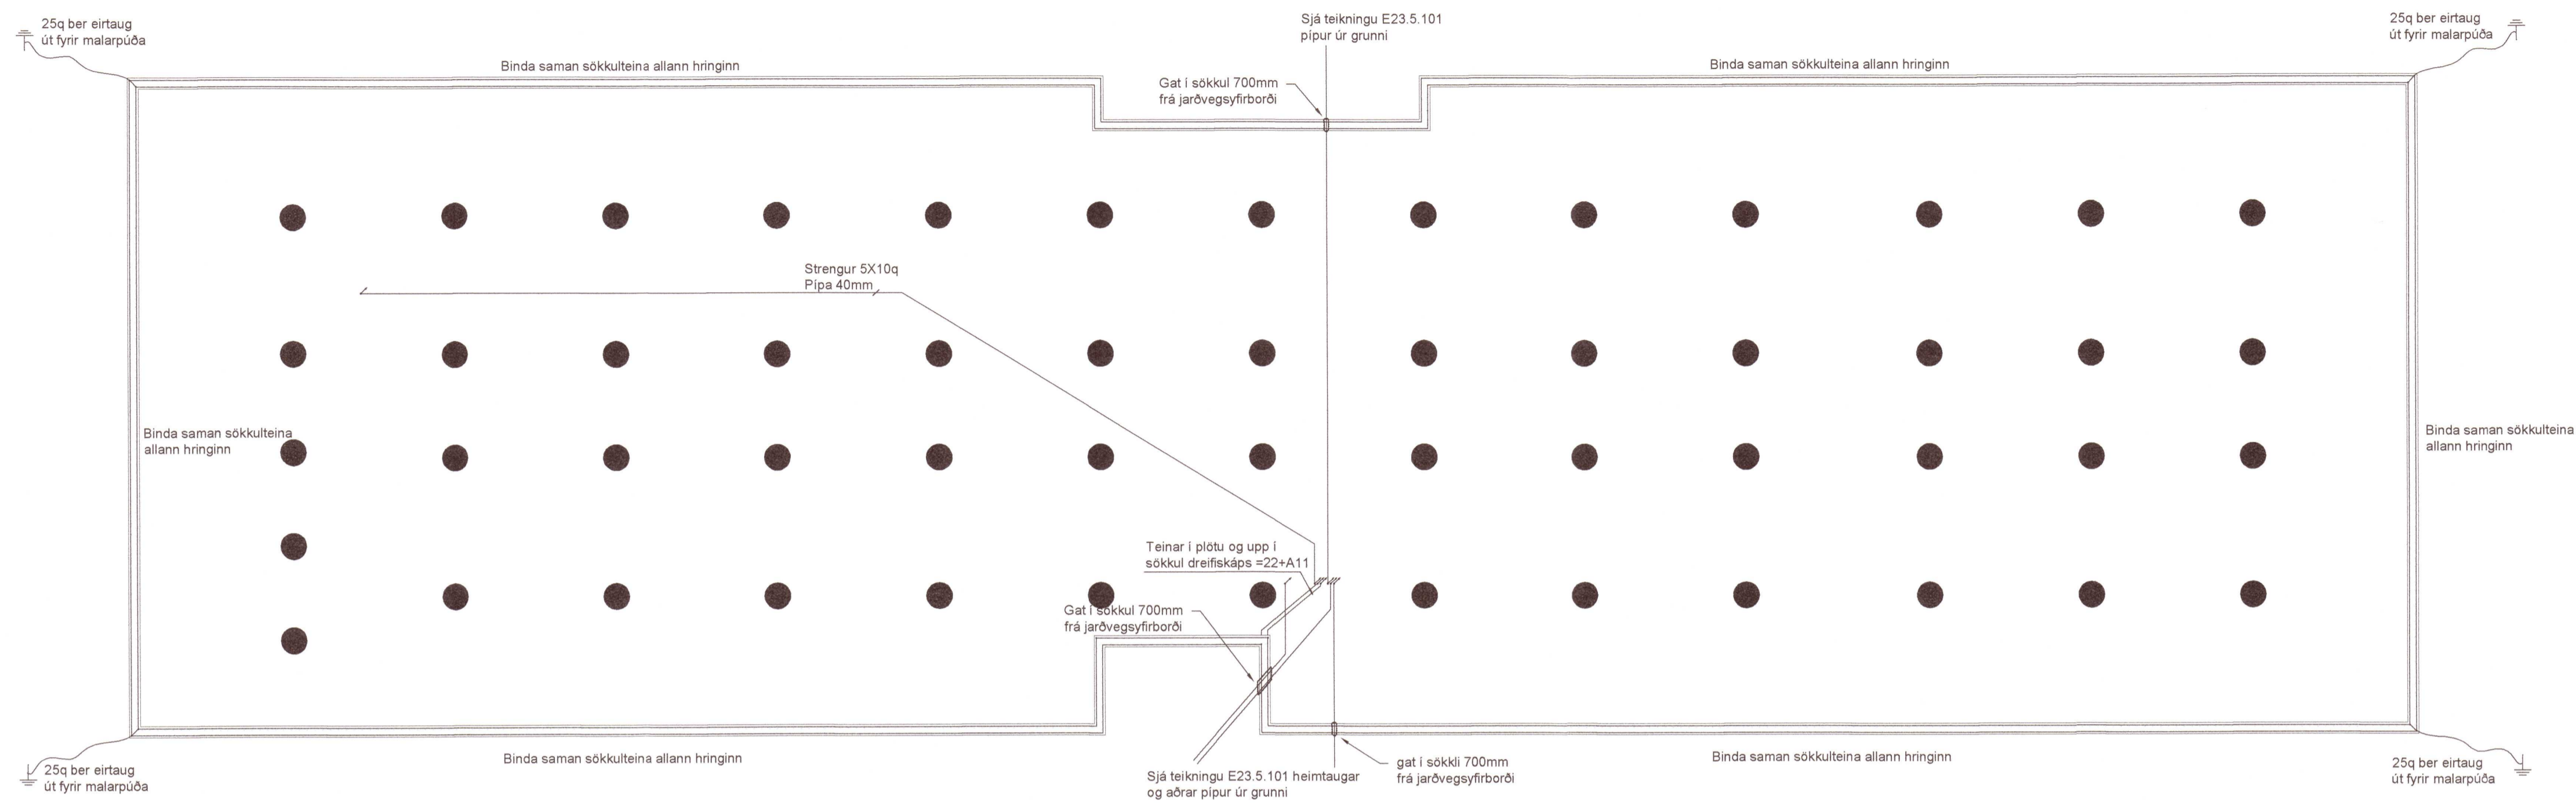 25q ber eirtaug
út fyrir malarpúða
Sjá teikningu E23.5.101
pípur úr grunni
25q ber eirtaug
út fyrir malarpúða
Binda saman sökkulteina allann hringinn
Binda saman sökkulteina allann hringinn
Gat í sökkul 700mm
frá jarðvegsyfirborði
Strengur 5X10q
Pípa 40mm
Binda saman sökkulteina
allann hringinn
Binda saman sökkulteina
allann hringinn
Teinar í plötu og upp í
sökkul dreifiskáps =22+A11
Gat í sökkul 700mm
frá jarðvegsyfirborði
Binda saman sökkulteina allann hringinn
Binda saman sökkulteina allann hringinn
25q ber eirtaug
út fyrir malarpúða
Sjá teikningu E23.5.101 heimtaugar
og aðrar pípur úr grunni
gat í sökkli 700mm
frá jarðvegsyfirborði
25q ber eirtaug
út fyrir malarpúða